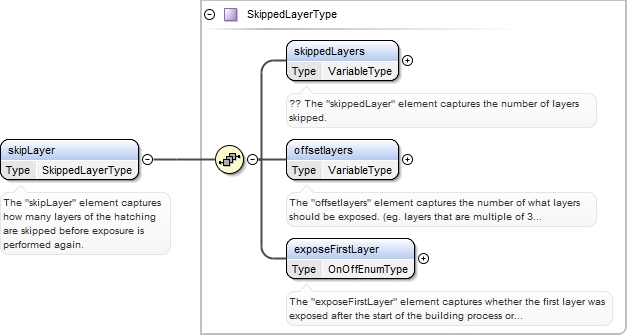 SkippedLayerType
skippedLayers
Type VariableType
?? The "skippedLayer" element captures the number of layers
skipped.
skipLayer
Type SkippedLayerType
The "skipLayer" element captures
how many layers of the hatching
are skipped before exposure is
performed again.
offsetlayers
Type VariableType
The "offsetlayers" element captures the number of what layers
should be exposed. (eg. layers that are multiple of 3...
exposeFirstLayer
Type OnOffEnumType
The "exposeFirstLayer" element captures whether the first layer was
exposed after the start of the building process or...